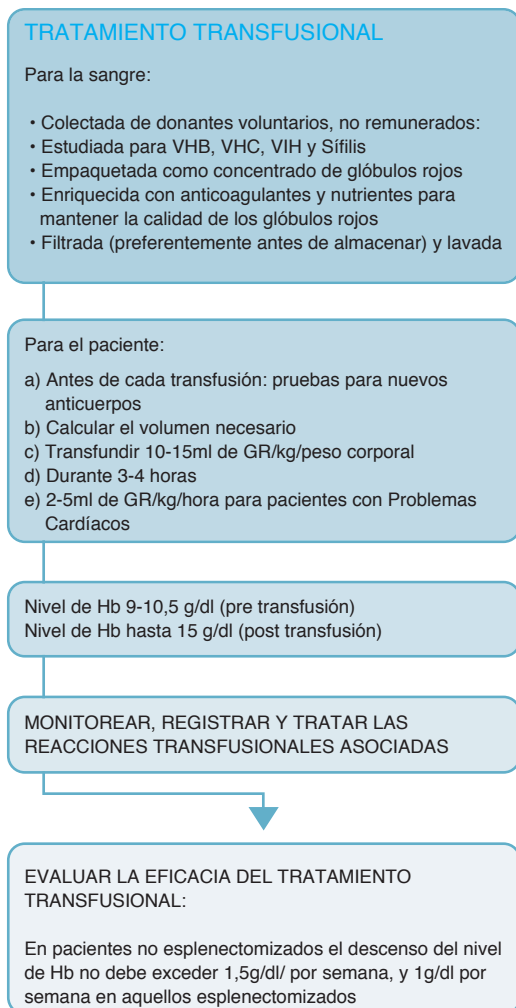 TRATAMIENTO TRANSFUSIONAL
Para la sangre:
• Colectada de donantes voluntarios, no remunerados:
• Estudiada para VHB, VHC, VIH y Sífilis
• Empaquetada como concentrado de glóbulos rojos
• Enriquecida con anticoagulantes y nutrientes para
mantener la calidad de los glóbulos rojos
• Filtrada (preferentemente antes de almacenar) y lavada
Para el paciente:
a) Antes de cada transfusión: pruebas para nuevos
anticuerpos
b) Calcular el volumen necesario
c) Transfundir 10-15ml de GR/kg/peso corporal
d) Durante 3-4 horas
e) 2-5ml de GR/kg/hora para pacientes con Problemas
Cardíacos
Nivel de Hb 9-10,5 g/dl (pre transfusión)
Nivel de Hb hasta 15 g/dl (post transfusión)
MONITOREAR, REGISTRAR Y TRATAR LAS
REACCIONES TRANSFUSIONALES ASOCIADAS
EVALUAR LA EFICACIA DEL TRATAMIENTO
TRANSFUSIONAL:
En pacientes no esplenectomizados el descenso del nivel
de Hb no debe exceder 1,5g/dl/ por semana, y 1g/dl por
semana en aquellos esplenectomizados